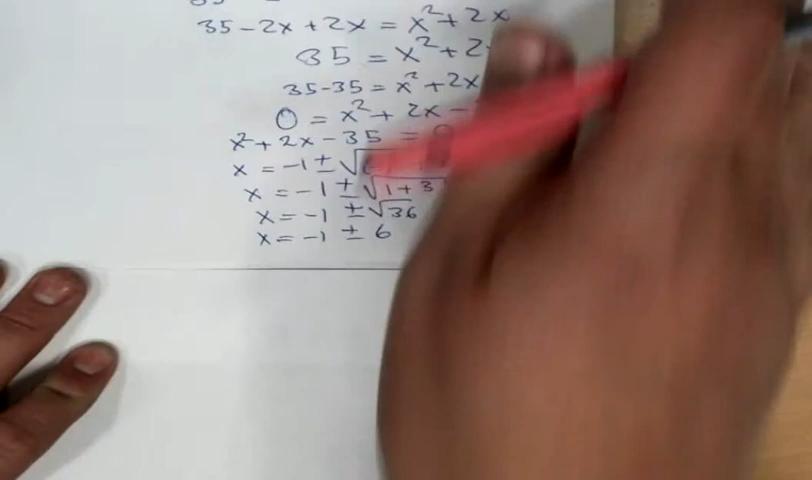 35 - 2x + 2x = x² + 2x
35 = x² + 2
35 - 35 = x² + 2x
0 = x² + 2x -
x² + 2x - 35 =
x = -1 ± √
x = -1 ± √1 + 3
x = -1 ± √36
x = -1 ± 6